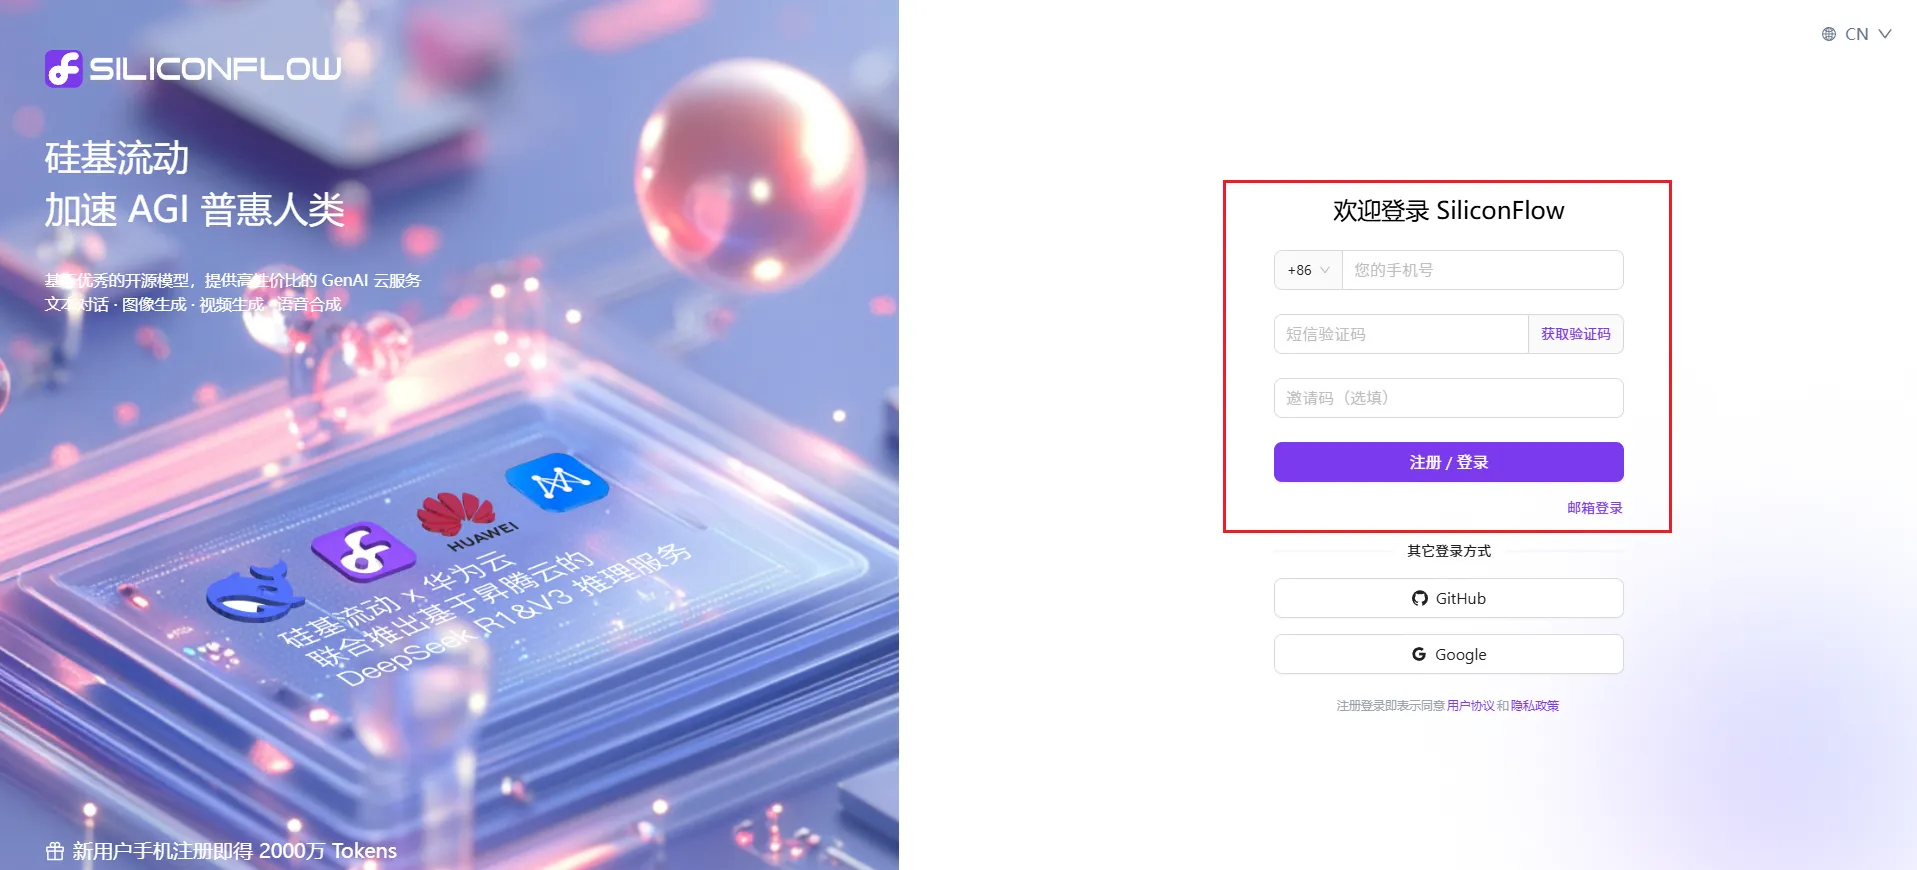 SILICONFLOW
硅基流动
加速 AGI 普惠人类
基于优秀的开源模型，提供高性价比的 GenAI 云服务
文本对话 · 图像生成 · 视频生成 · 语音合成
HUAWEI
硅基流动 x 华为云
联合推出基于昇腾云的
DeepSeek R1&V3 推理服务
新用户手机注册即得 2000万 Tokens
CN
欢迎登录 SiliconFlow
+86 您的手机号
短信验证码 获取验证码
邀请码（选填）
注册 / 登录
邮箱登录
其它登录方式
GitHub
Google
注册登录即表示同意 用户协议 和 隐私政策